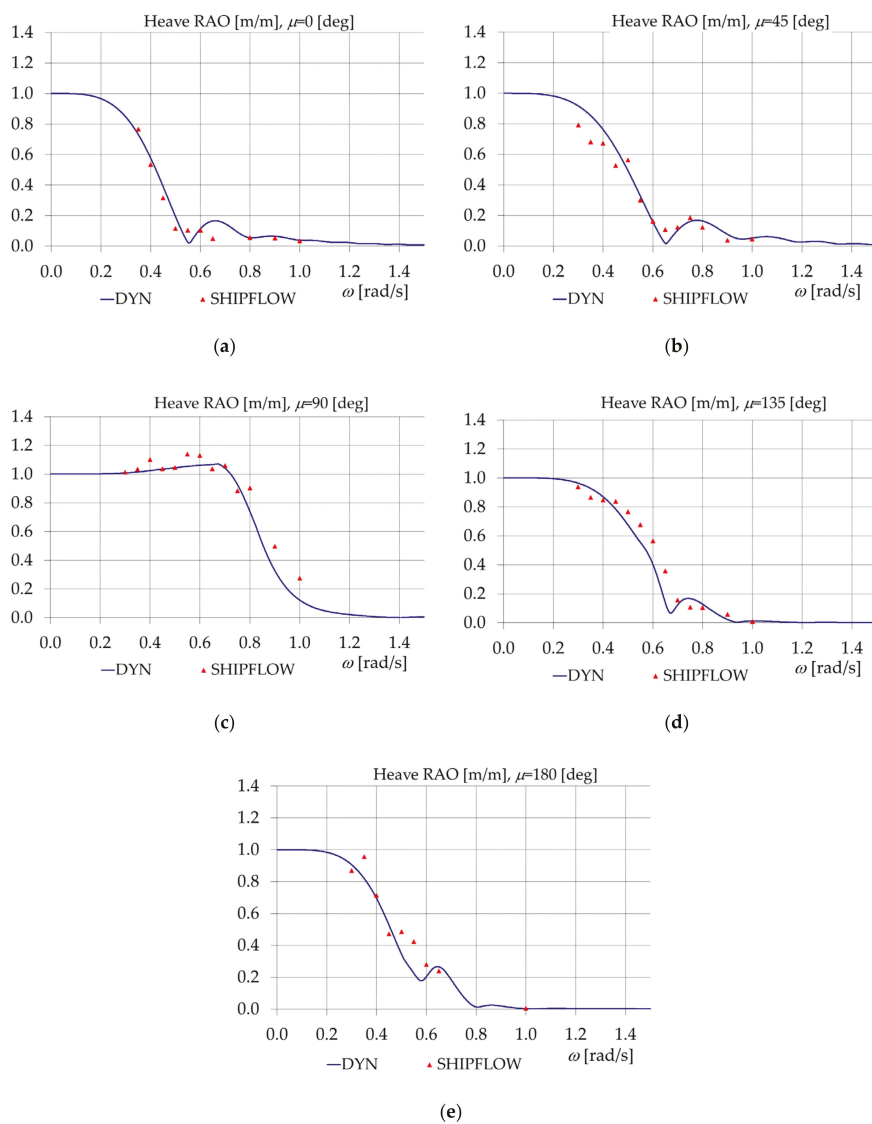 Heave RAO [m/m], μ=0 [deg]
1.4
1.2
1.0
0.8
0.6
0.4
0.2
0.0
0.0 0.2 0.4 0.6 0.8 1.0 1.2 1.4
ω [rad/s]
DYN SHIPFLOW
(a)
Heave RAO [m/m], μ=45 [deg]
1.4
1.2
1.0
0.8
0.6
0.4
0.2
0.0
0.0 0.2 0.4 0.6 0.8 1.0 1.2 1.4
ω [rad/s]
DYN SHIPFLOW
(b)
Heave RAO [m/m], μ=90 [deg]
1.4
1.2
1.0
0.8
0.6
0.4
0.2
0.0
0.0 0.2 0.4 0.6 0.8 1.0 1.2 1.4
ω [rad/s]
DYN SHIPFLOW
(c)
Heave RAO [m/m], μ=135 [deg]
1.4
1.2
1.0
0.8
0.6
0.4
0.2
0.0
0.0 0.2 0.4 0.6 0.8 1.0 1.2 1.4
ω [rad/s]
DYN SHIPFLOW
(d)
Heave RAO [m/m], μ=180 [deg]
1.4
1.2
1.0
0.8
0.6
0.4
0.2
0.0
0.0 0.2 0.4 0.6 0.8 1.0 1.2 1.4
ω [rad/s]
DYN SHIPFLOW
(e)